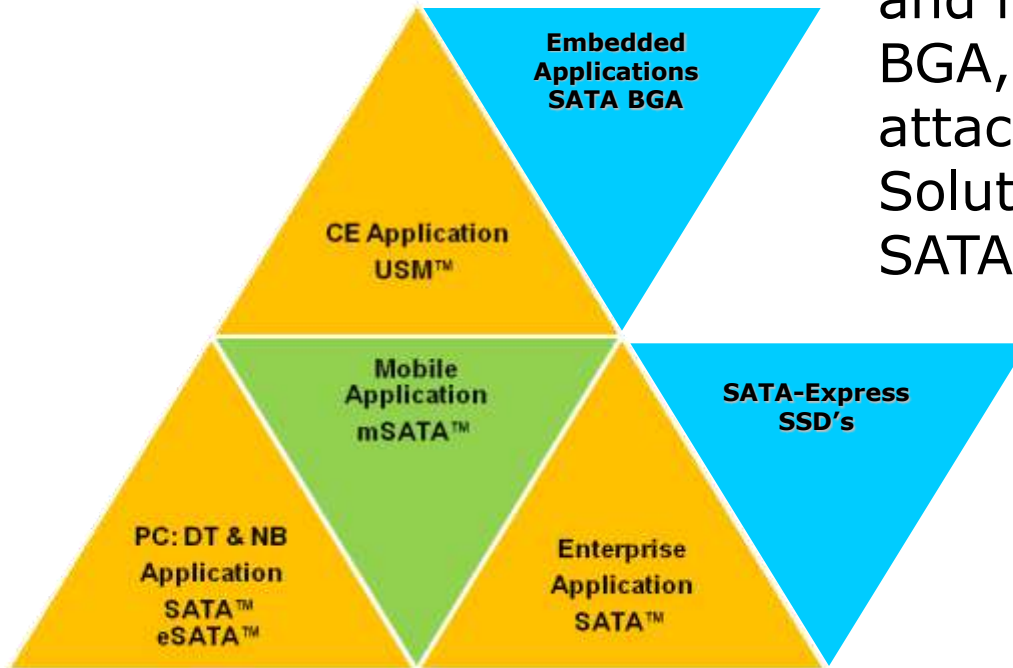 Embedded
Applications
SATA BGA
BGA,
SATA
CE Application
USM™
Mobile
Application
mSATA™
SATA-Express
SSD's
PC: DT & NB
Application
SATA™
eSATA™
Enterprise
Application
SATA™